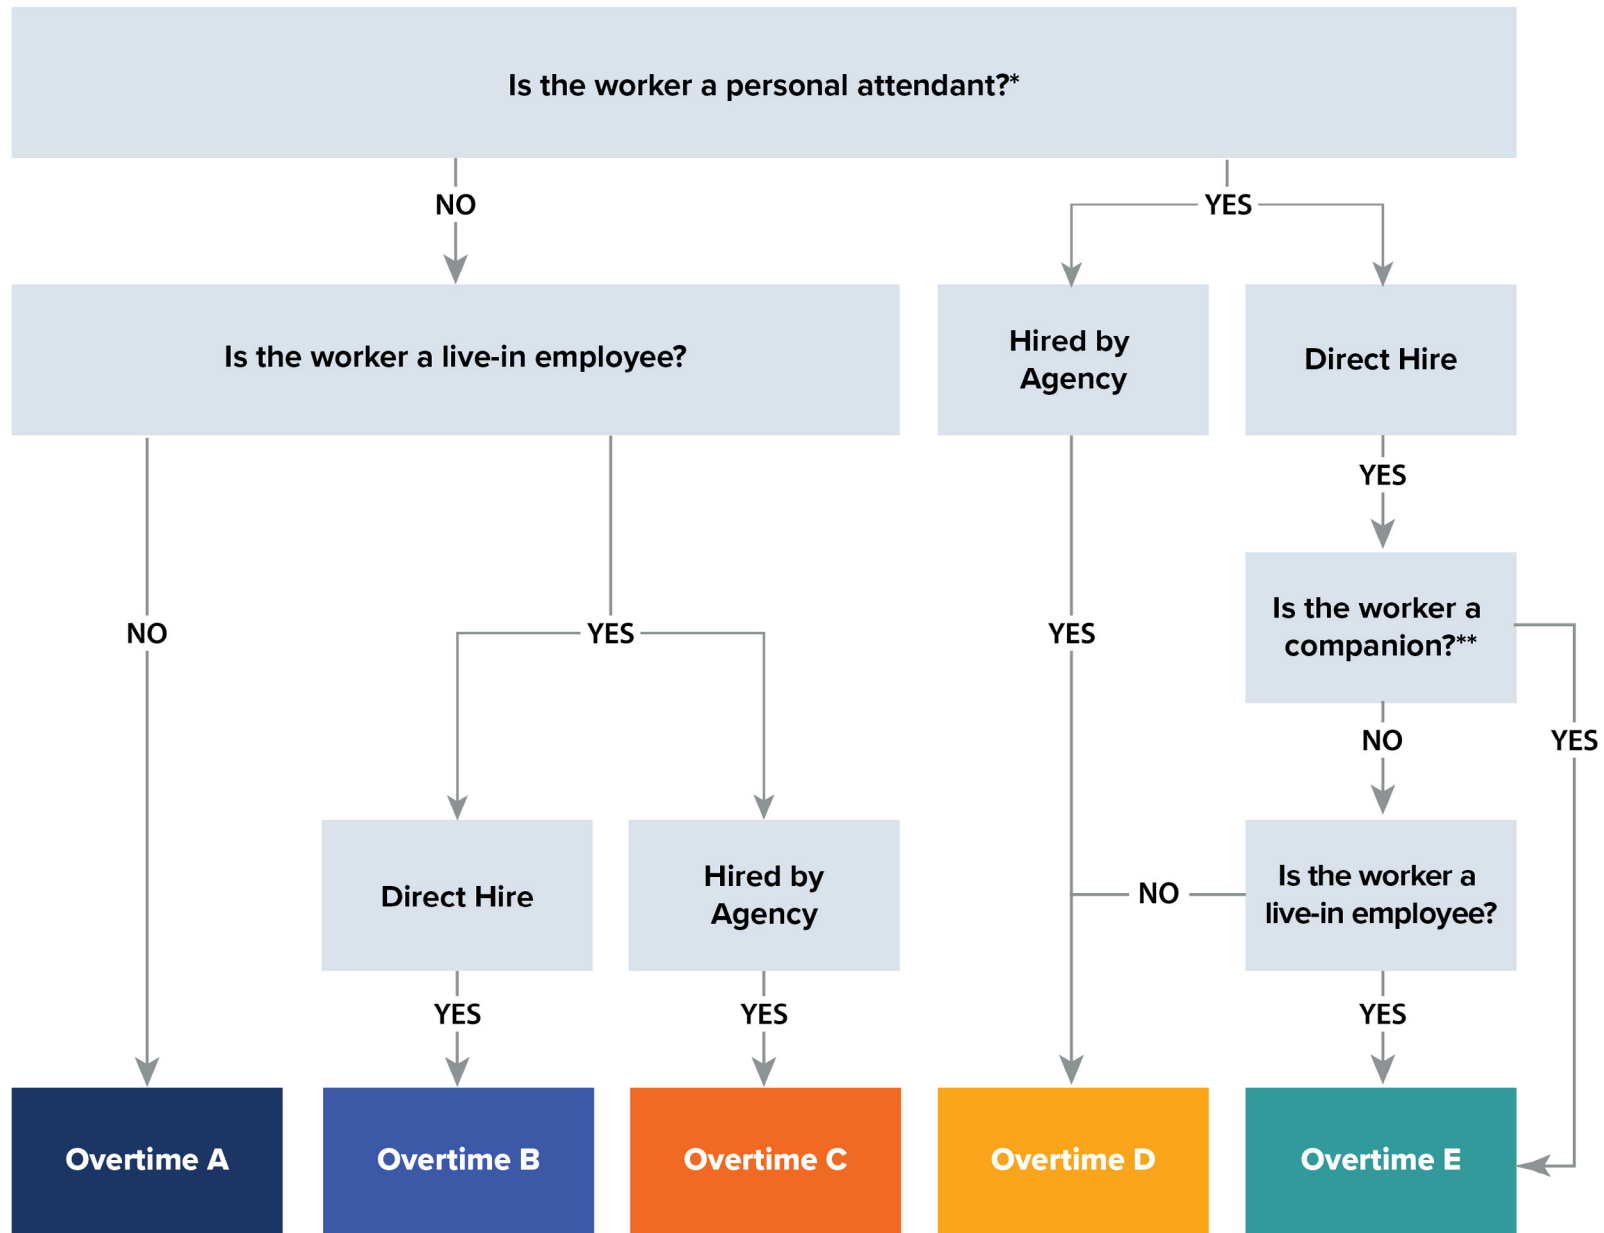 Is the worker a personal attendant?*
NO
YES
Is the worker a live-in employee?
Hired by
Agency
Direct Hire
YES
Is the worker a
companion?**
NO
YES
YES
NO
YES
Direct Hire
Hired by
Agency
Is the worker a
live-in employee?
NO
YES
YES
YES
Overtime A
Overtime B
Overtime C
Overtime D
Overtime E